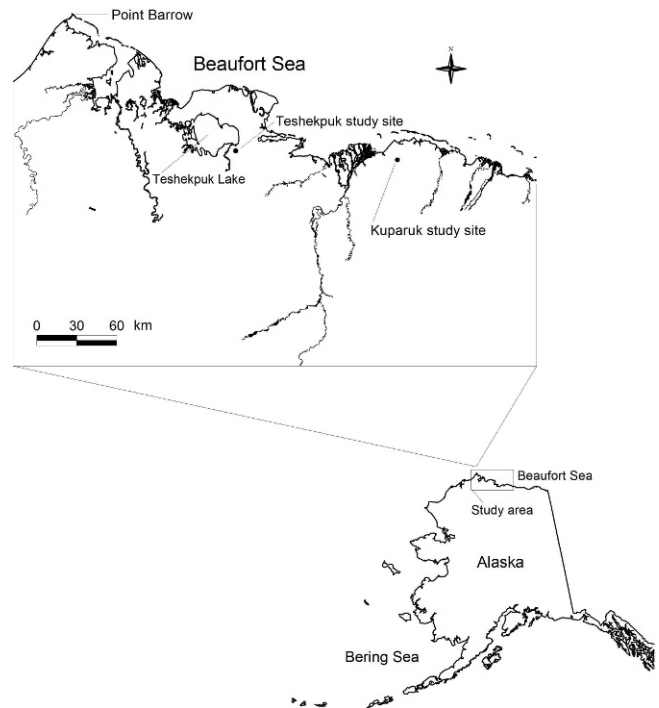 Point Barrow
Beaufort Sea
N
Teshekpuk study site
Teshekpuk Lake
Kuparuk study site
0 30 60 km
Beaufort Sea
Study area
Alaska
Bering Sea